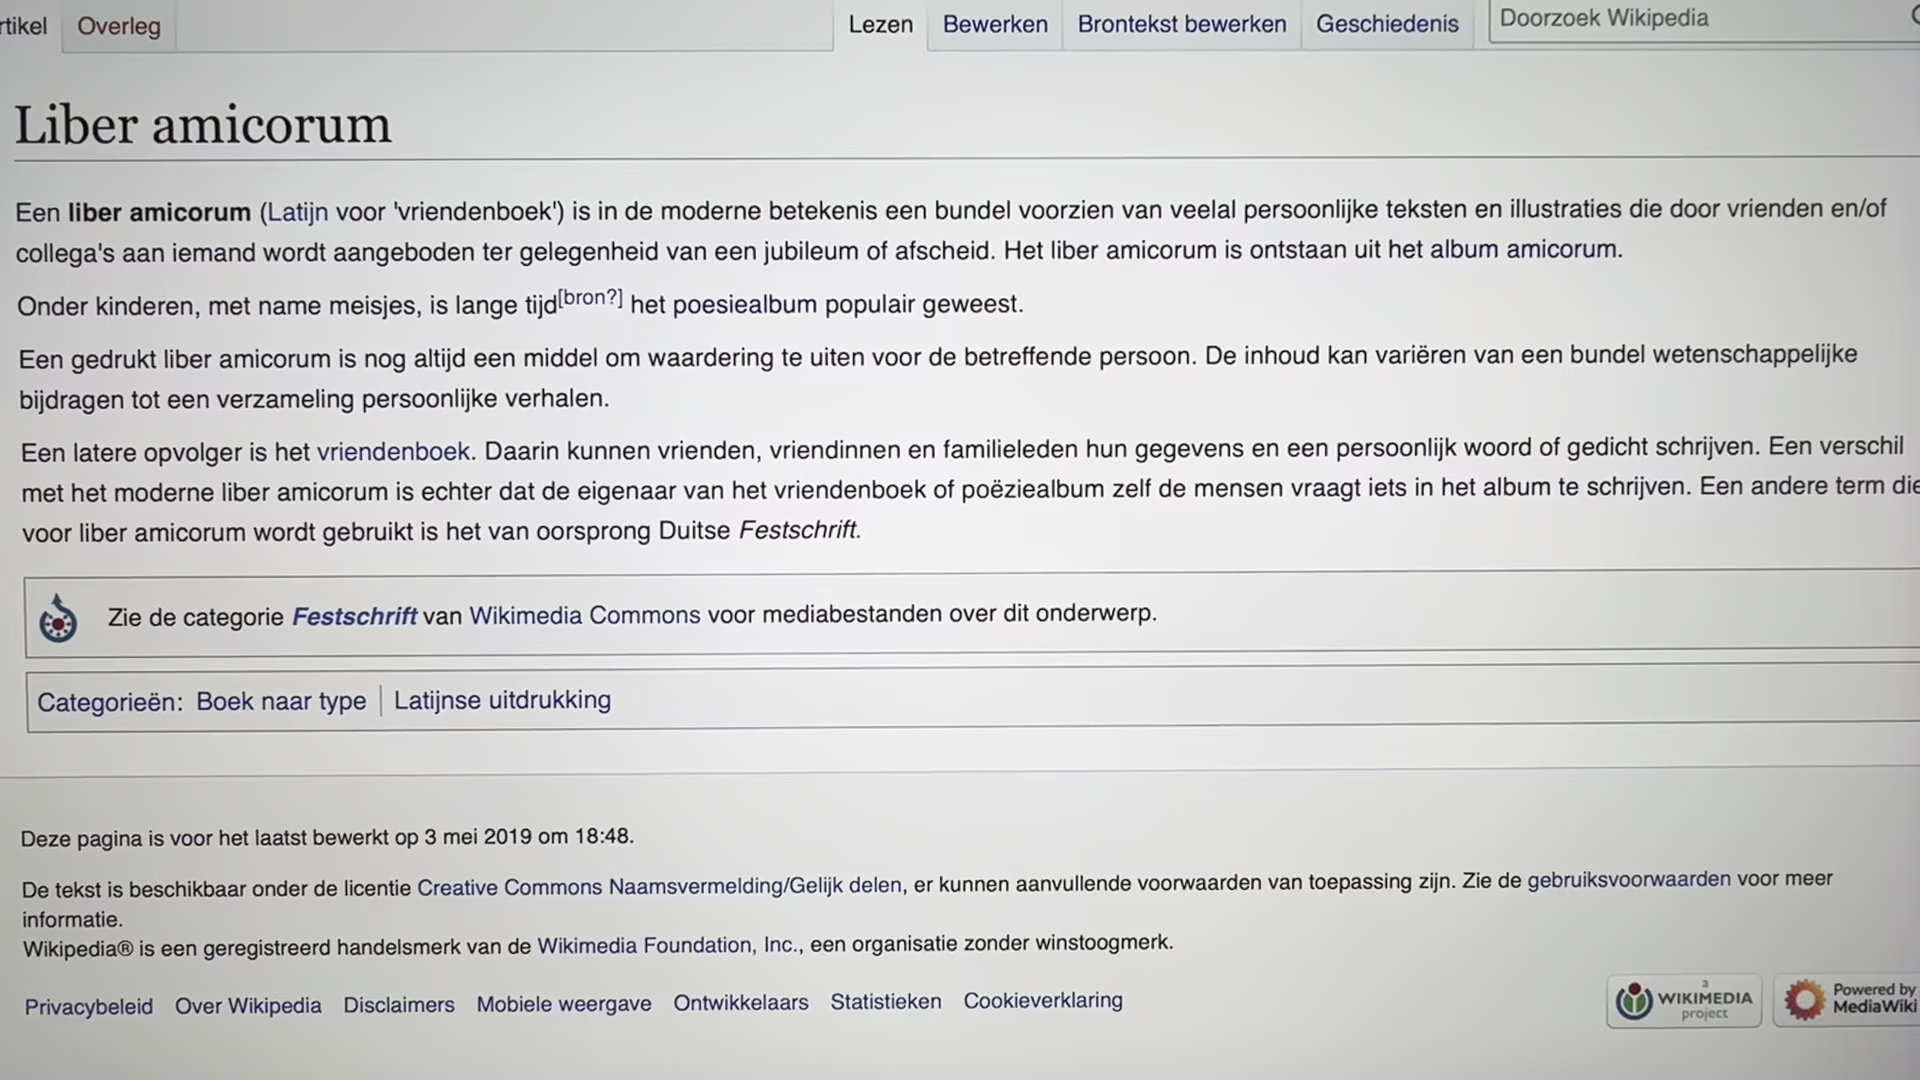 rtikel Overleg Lezen Bewerken Brontekst bewerken Geschiedenis Doorzoek Wikipedia
Liber amicorum
Een liber amicorum (Latijn voor 'vriendenboek') is in de moderne betekenis een bundel voorzien van veelal persoonlijke teksten en illustraties die door vrienden en/of
collega's aan iemand wordt aangeboden ter gelegenheid van een jubileum of afscheid. Het liber amicorum is ontstaan uit het album amicorum.
Onder kinderen, met name meisjes, is lange tijd[bron?] het poesiealbum populair geweest.
Een gedrukt liber amicorum is nog altijd een middel om waardering te uiten voor de betreffende persoon. De inhoud kan variëren van een bundel wetenschappelijke
bijdragen tot een verzameling persoonlijke verhalen.
Een latere opvolger is het vriendenboek. Daarin kunnen vrienden, vriendinnen en familieleden hun gegevens en een persoonlijk woord of gedicht schrijven. Een verschil
met het moderne liber amicorum is echter dat de eigenaar van het vriendenboek of poëziealbum zelf de mensen vraagt iets in het album te schrijven. Een andere term die
voor liber amicorum wordt gebruikt is het van oorsprong Duitse Festschrift.
Zie de categorie Festschrift van Wikimedia Commons voor mediabestanden over dit onderwerp.
Categorieën: Boek naar type | Latijnse uitdrukking
Deze pagina is voor het laatst bewerkt op 3 mei 2019 om 18:48.
De tekst is beschikbaar onder de licentie Creative Commons Naamsvermelding/Gelijk delen, er kunnen aanvullende voorwaarden van toepassing zijn. Zie de gebruiksvoorwaarden voor meer
informatie.
Wikipedia® is een geregistreerd handelsmerk van de Wikimedia Foundation, Inc., een organisatie zonder winstoogmerk.
Privacybeleid Over Wikipedia Disclaimers Mobiele weergave Ontwikkelaars Statistieken Cookieverklaring
a
WIKIMEDIA
project
Powered by
MediaWiki